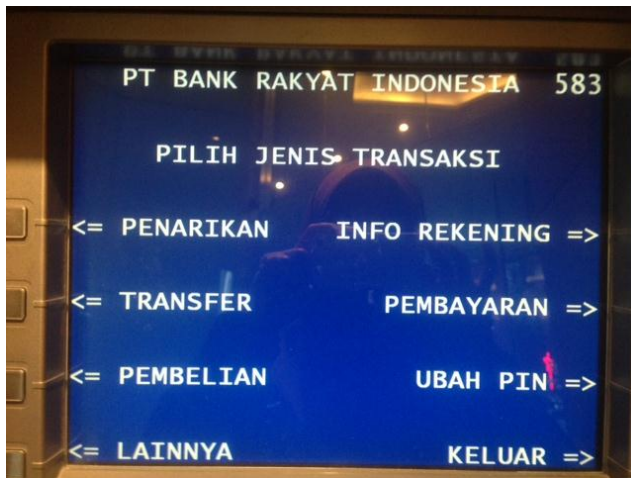 PT BANK RAKYAT INDONESIA 583
PILIH JENIS TRANSAKSI
<= PENARIKAN INFO REKENING =>
<= TRANSFER PEMBAYARAN =>
<= PEMBELIAN UBAH PIN =>
<= LAINNYA KELUAR =>